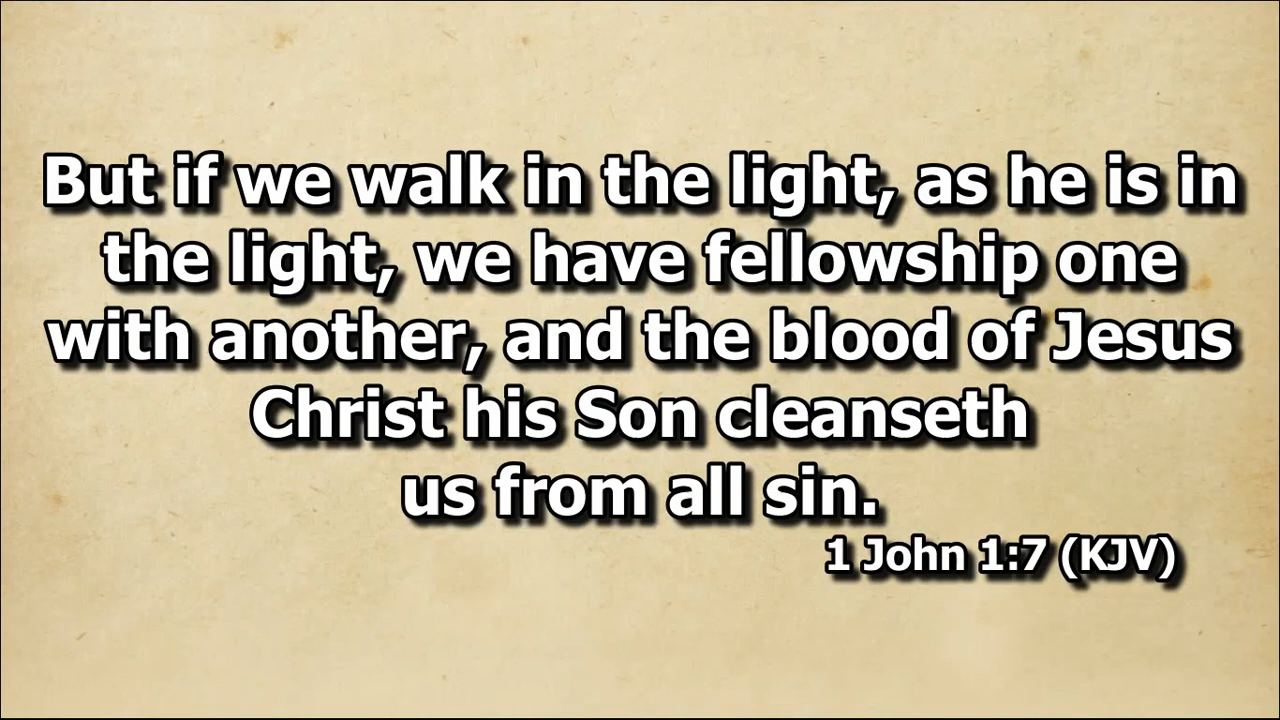 But if we walk in the light, as he is in
the light, we have fellowship one
with another, and the blood of Jesus
Christ his Son cleanseth
us from all sin.
1 John 1:7 (KJV)